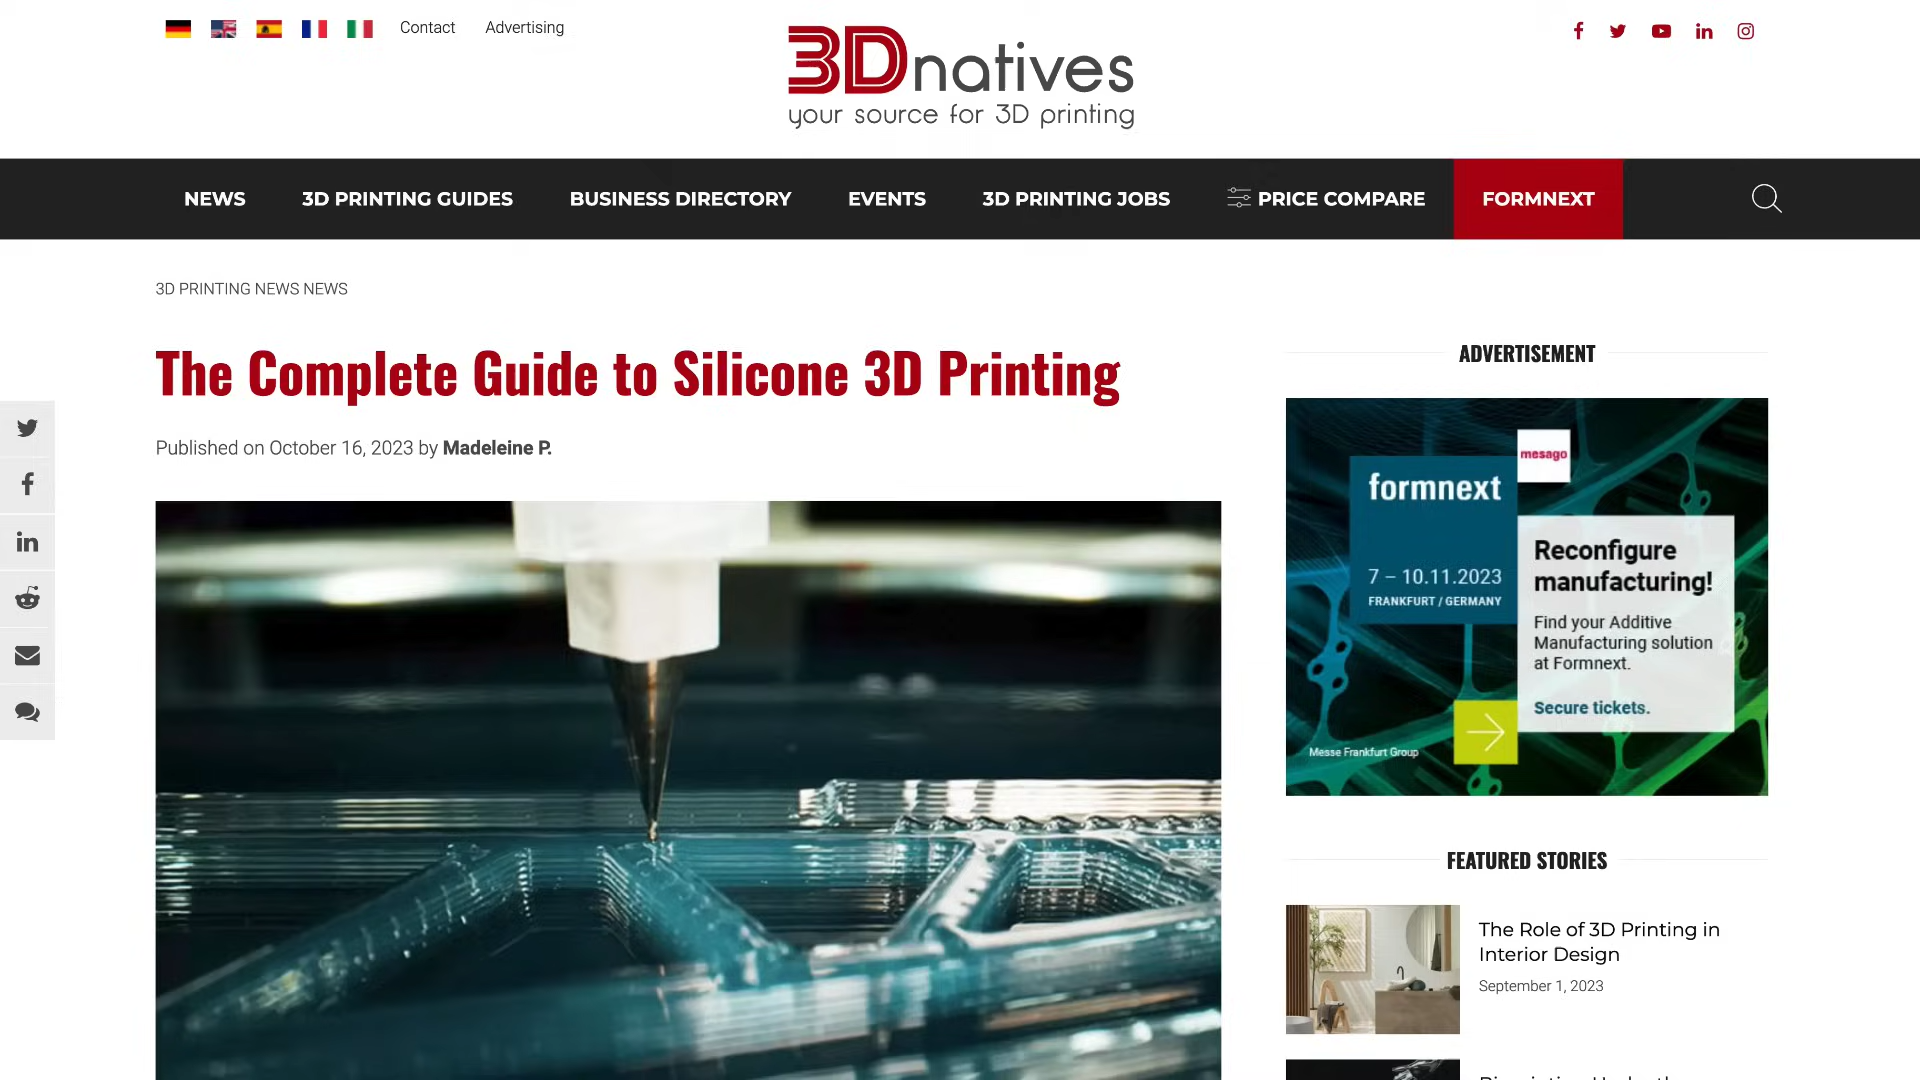 Contact Advertising
3Dnatives
your source for 3D printing
NEWS 3D PRINTING GUIDES BUSINESS DIRECTORY EVENTS 3D PRINTING JOBS PRICE COMPARE FORMNEXT
3D PRINTING NEWS NEWS
The Complete Guide to Silicone 3D Printing
Published on October 16, 2023 by Madeleine P.
ADVERTISEMENT
mesago
formnext
7 – 10.11.2023
FRANKFURT / GERMANY
Reconfigure
manufacturing!
Find your Additive
Manufacturing solution
at Formnext.
Secure tickets.
Messe Frankfurt Group
FEATURED STORIES
The Role of 3D Printing in
Interior Design
September 1, 2023